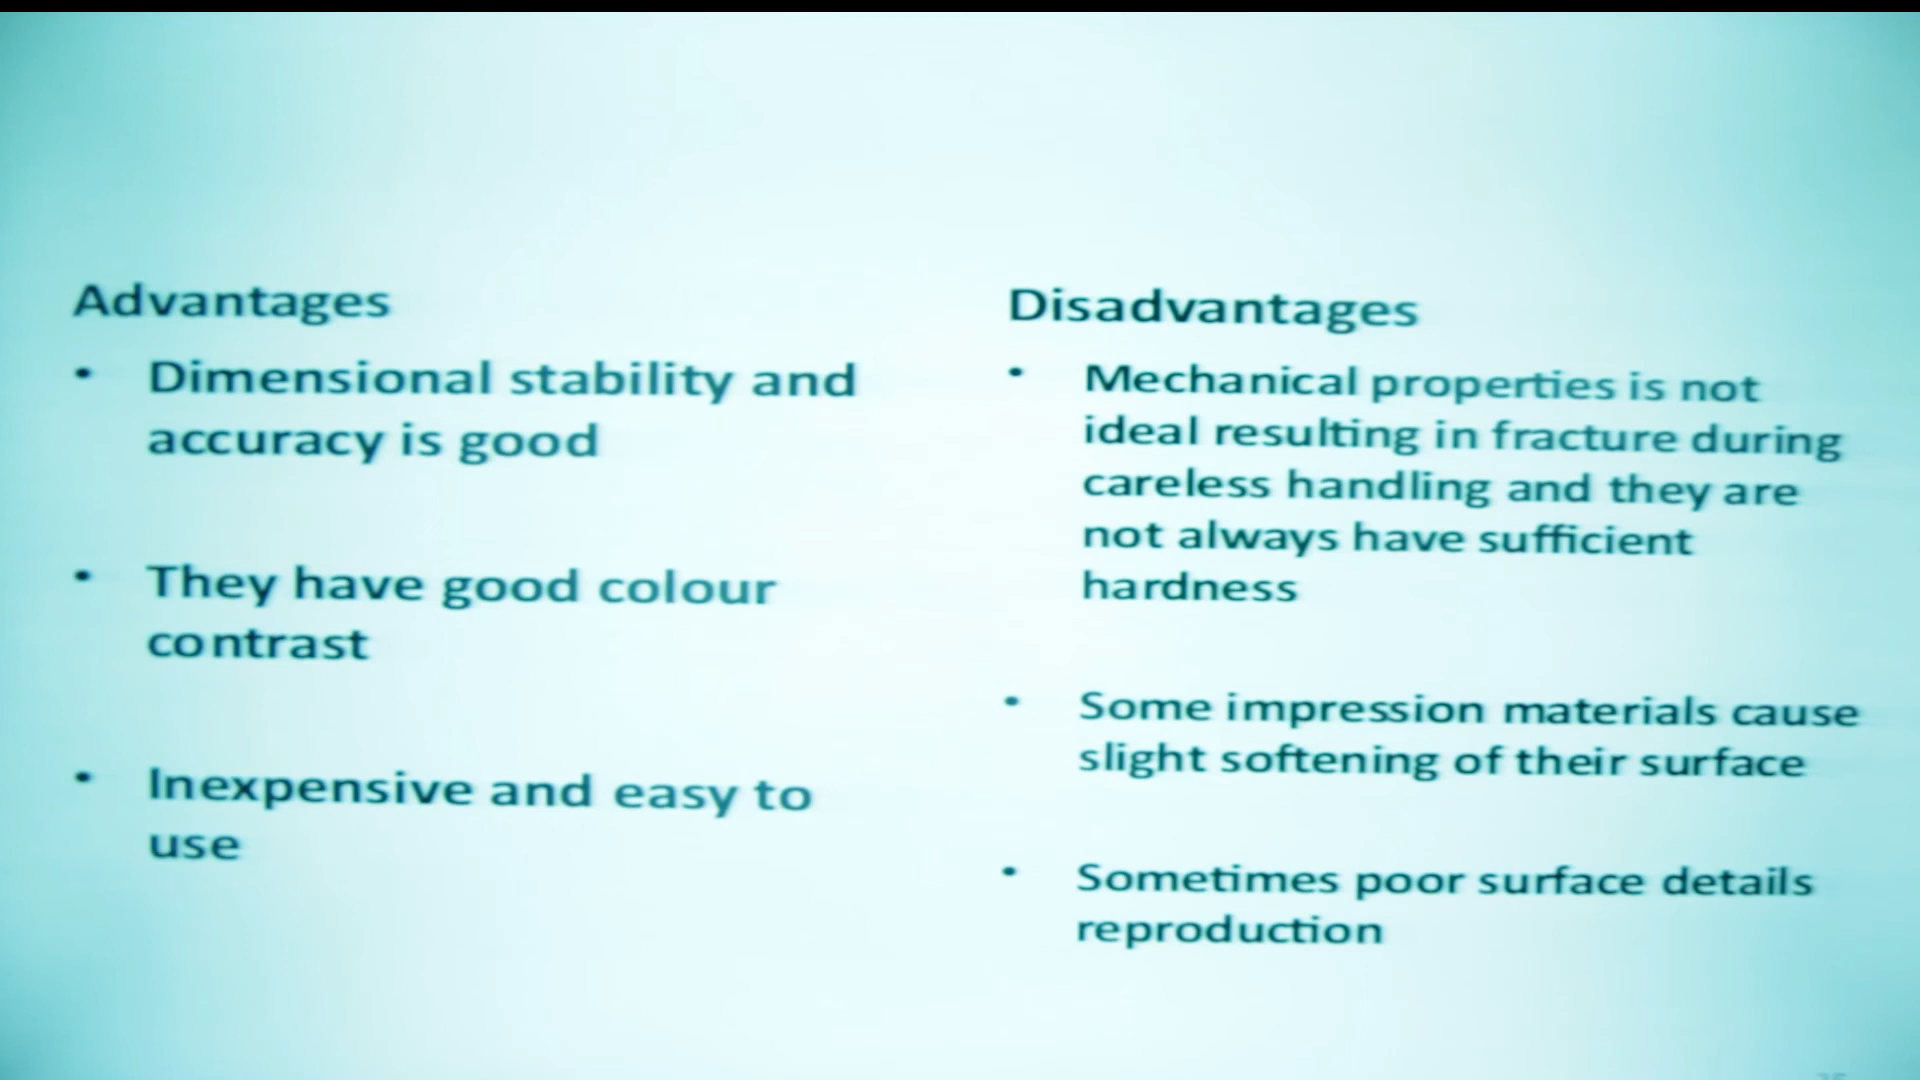 Advantages
• Dimensional stability and
accuracy is good
• They have good colour
contrast
• Inexpensive and easy to
use
Disadvantages
• Mechanical properties is not
ideal resulting in fracture during
careless handling and they are
not always have sufficient
hardness
• Some impression materials cause
slight softening of their surface
• Sometimes poor surface details
reproduction